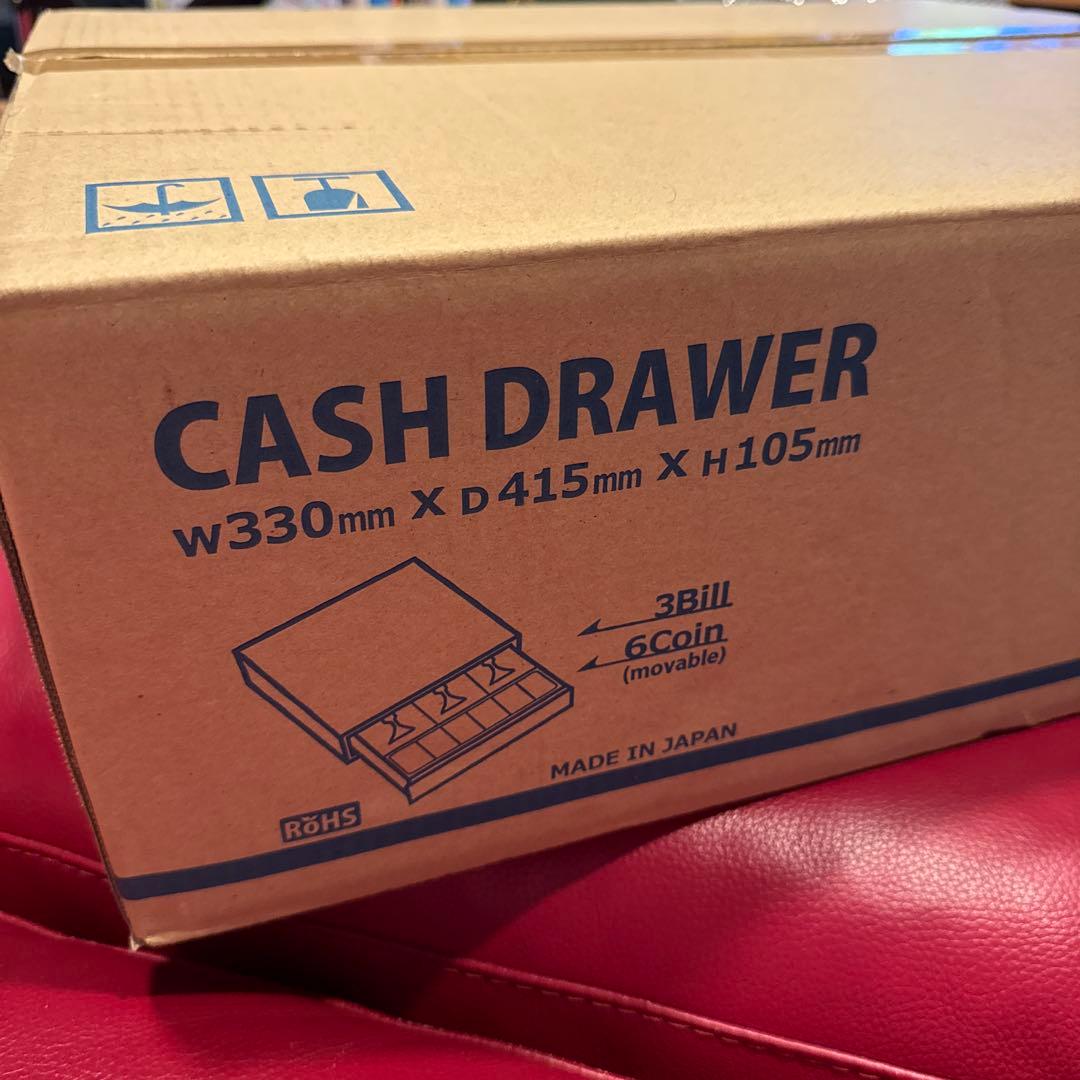 CASH DRAWER
W330mm X D415mm X H105mm
3Bill
6Coin
(movable)
MADE IN JAPAN
RoHS